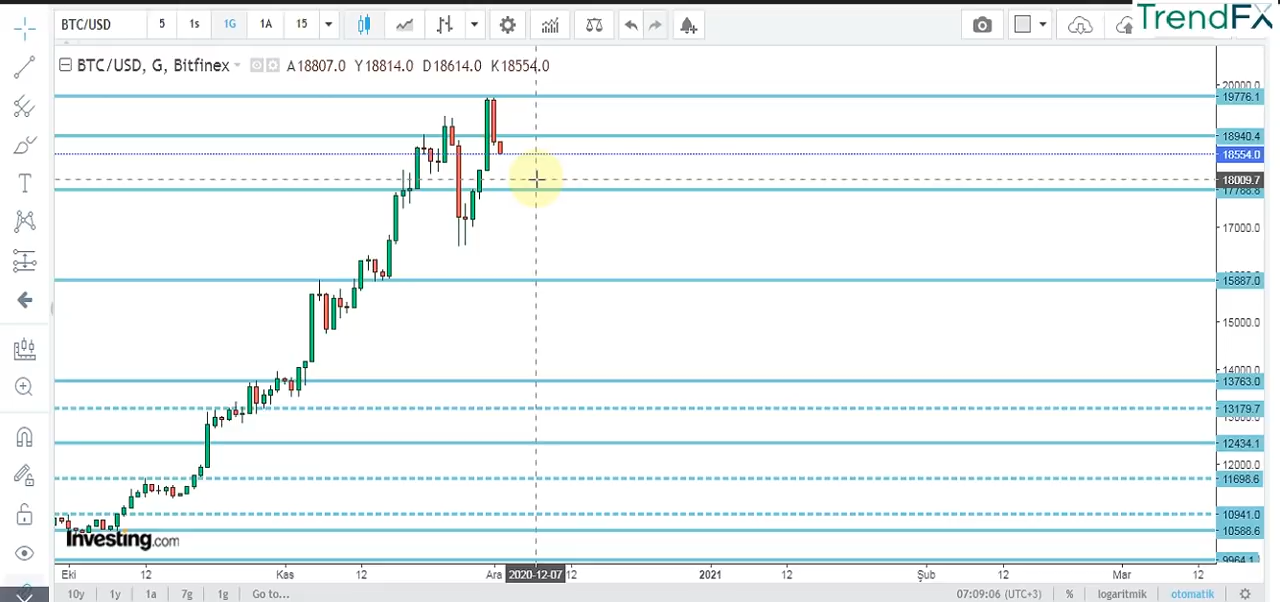 TrendFX
BTC/USD 5 1s 1G 1A 15
BTC/USD, G, Bitfinex A18807.0 Y18814.0 D18614.0 K18554.0
20000.0
19776.1
18940.4
18554.0
18009.7
17000.0
15887.0
15000.0
14000.0
13763.0
13179.7
12434.1
12000.0
11698.6
10941.0
10588.6
9964.1
Investing.com
Eki 12 Kas 12 Ara 2020-12-07 12 2021 12 Şub 12 Mar 12
10y 1y 1a 7g 1g Go to... 07:09:06 (UTC+3) % logaritmik otomatik